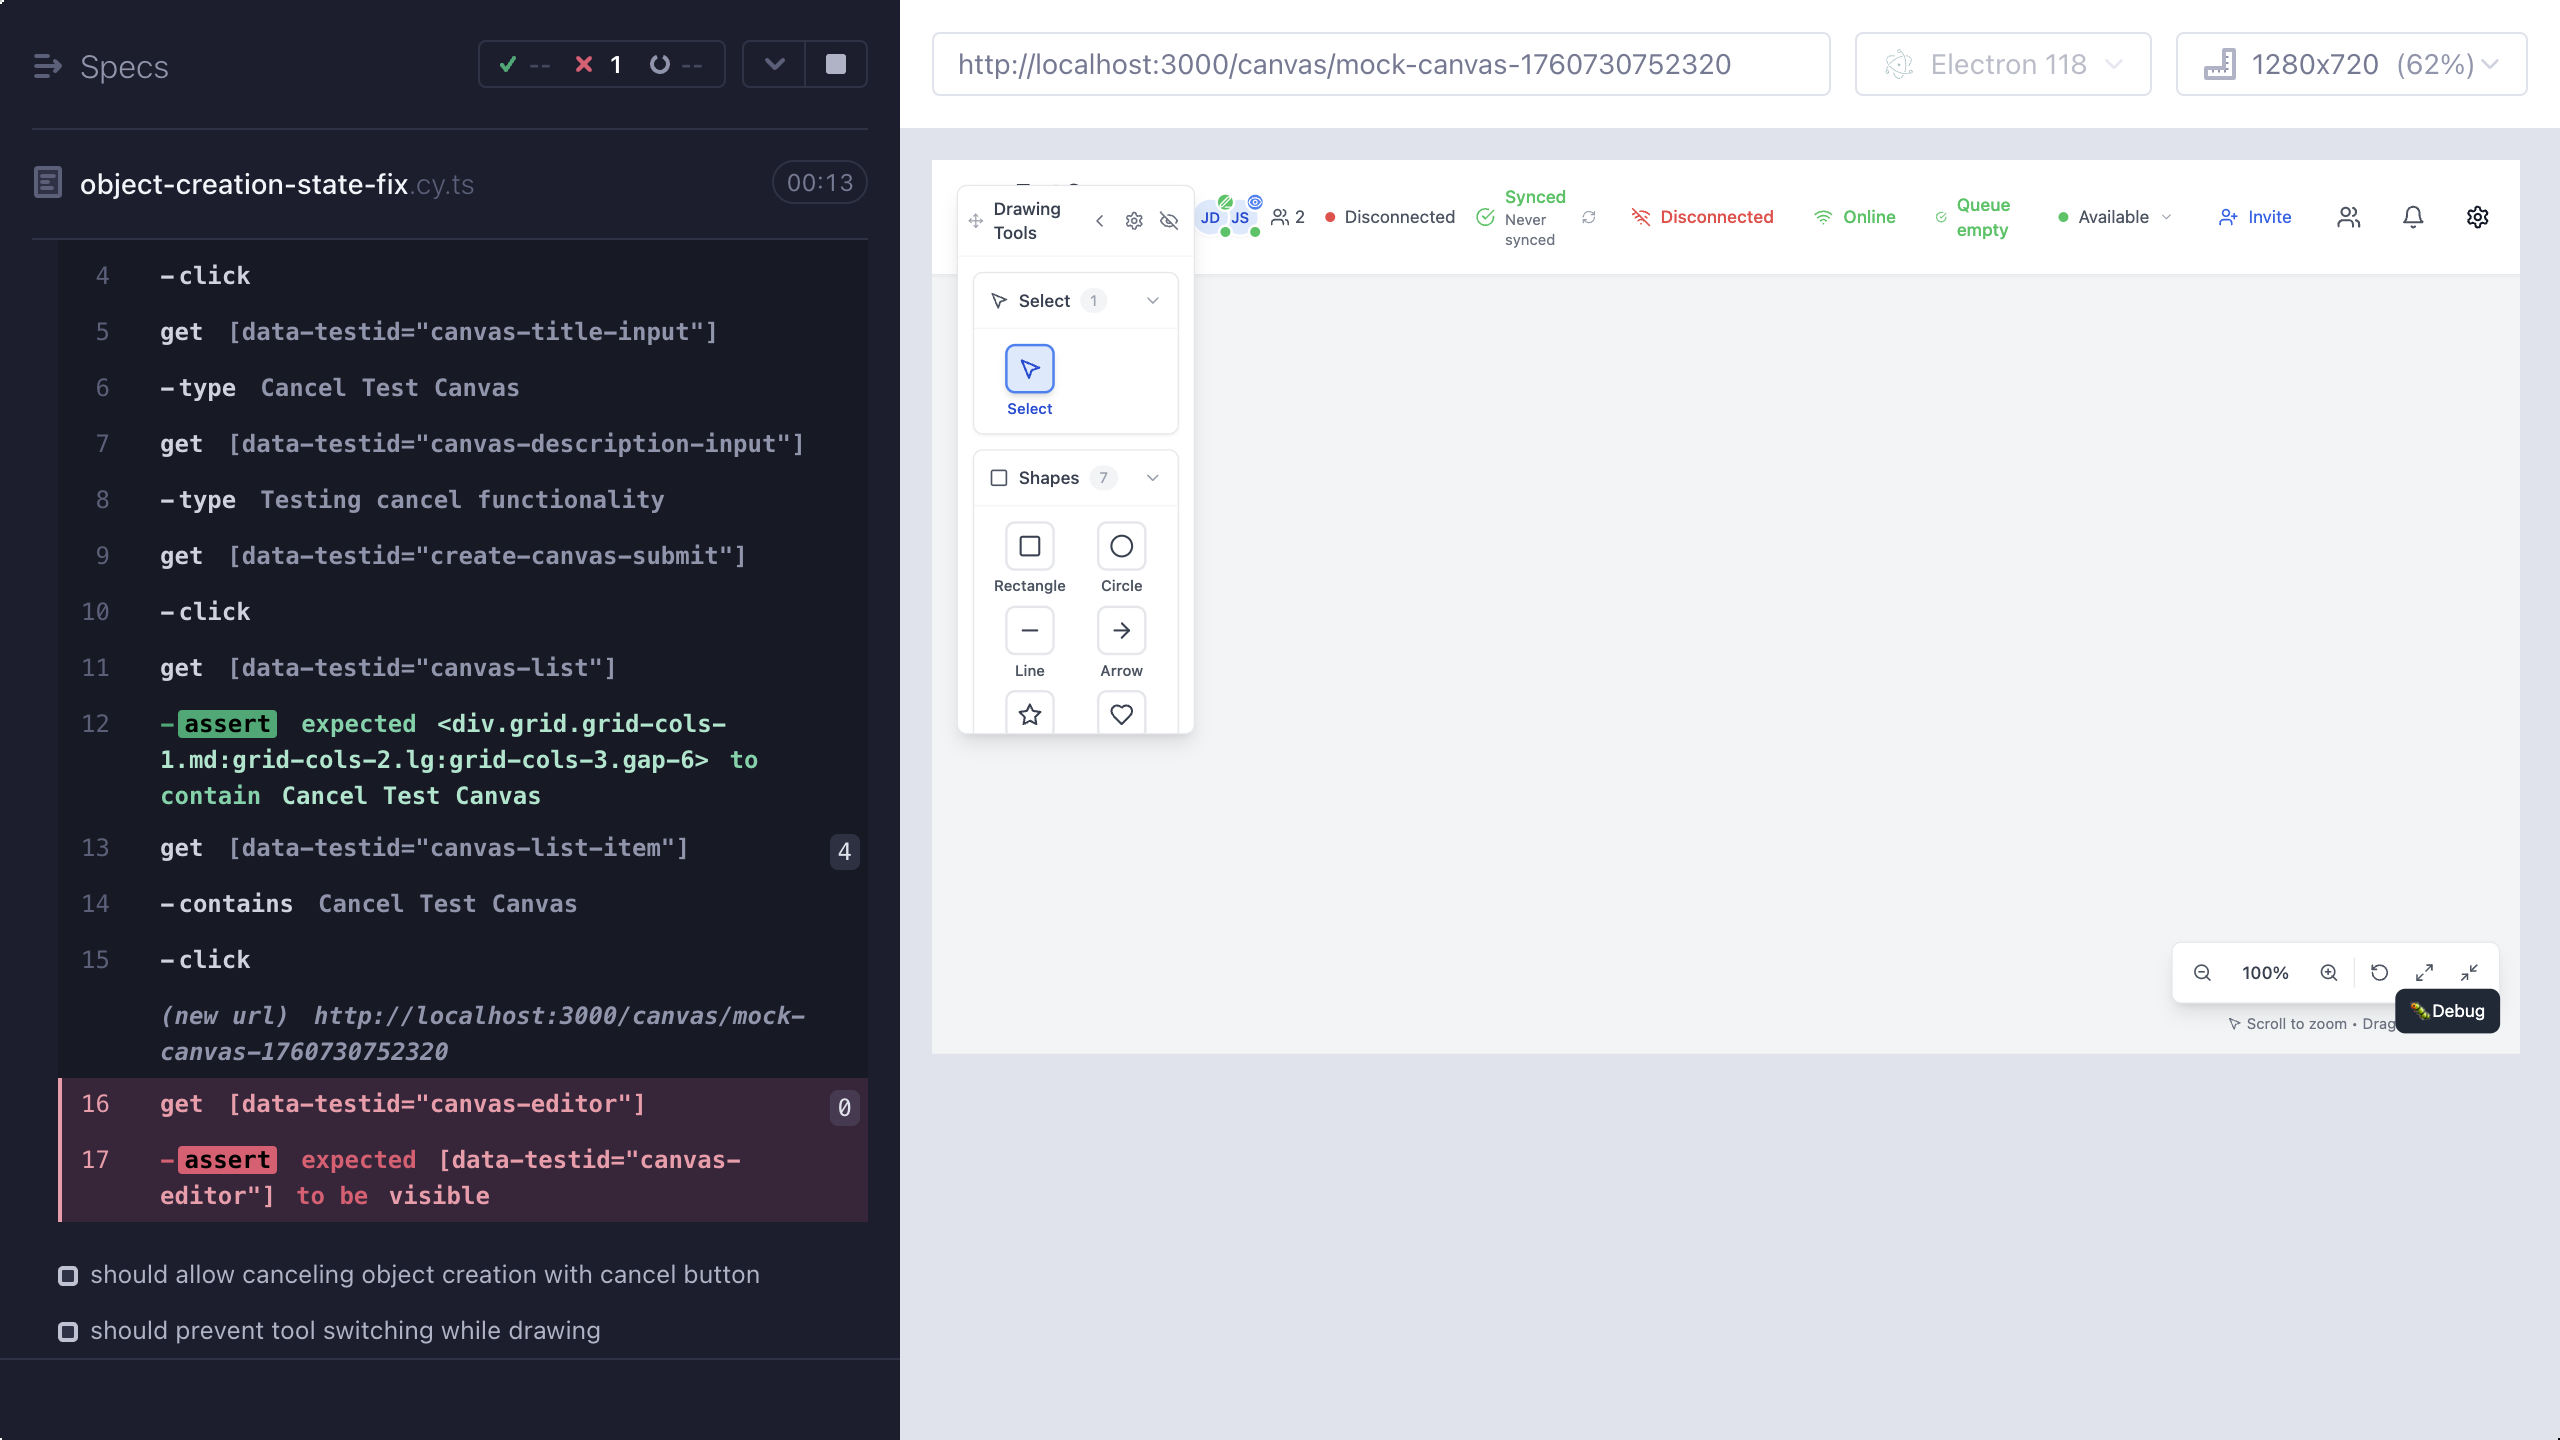 Specs
-- 1 --
object-creation-state-fix.cy.ts
00:13
4 -click
5 get [data-testid="canvas-title-input"]
6 -type Cancel Test Canvas
7 get [data-testid="canvas-description-input"]
8 -type Testing cancel functionality
9 get [data-testid="create-canvas-submit"]
10 -click
11 get [data-testid="canvas-list"]
12 -assert expected <div.grid.grid-cols-
1.md:grid-cols-2.lg:grid-cols-3.gap-6> to
contain Cancel Test Canvas
13 get [data-testid="canvas-list-item"] 4
14 -contains Cancel Test Canvas
15 -click
(new url) http://localhost:3000/canvas/mock-
canvas-1760730752320
16 get [data-testid="canvas-editor"] 0
17 -assert expected [data-testid="canvas-
editor"] to be visible
should allow canceling object creation with cancel button
should prevent tool switching while drawing
http://localhost:3000/canvas/mock-canvas-1760730752320
Electron 118
1280x720 (62%)
Drawing
Tools
JD JS 2
Disconnected
Synced
Never
synced
Disconnected
Online
Queue
empty
Available
Invite
Select 1
Select
Shapes 7
Rectangle Circle
Line Arrow
100%
Scroll to zoom • Drag
Debug